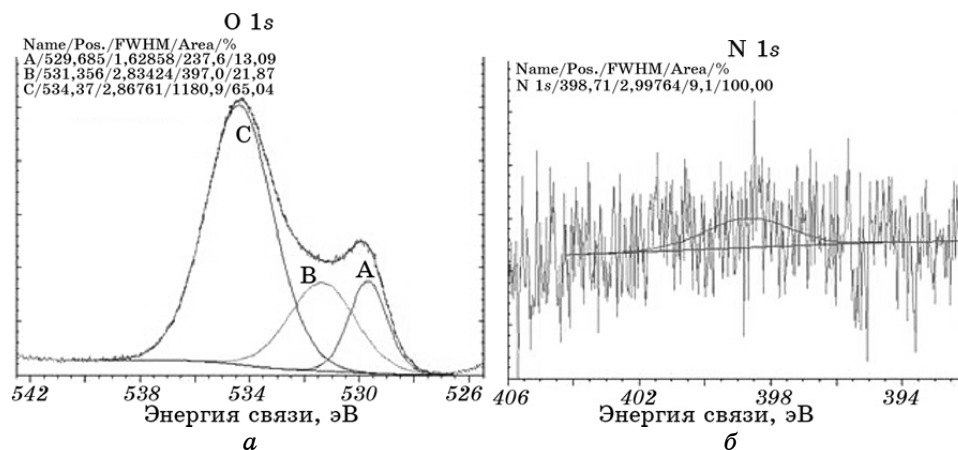 O 1s
Name/Pos./FWHM/Area/%
A/529,685/1,62858/237,6/13,09
B/531,356/2,83424/397,0/21,87
C/534,37/2,86761/1180,9/65,04
C
B
A
542
538
534
530
526
Энергия связи, эВ
а
N 1s
Name/Pos./FWHM/Area/%
N 1s/398,71/2,99764/9,1/100,00
406
402
398
394
Энергия связи, эВ
б